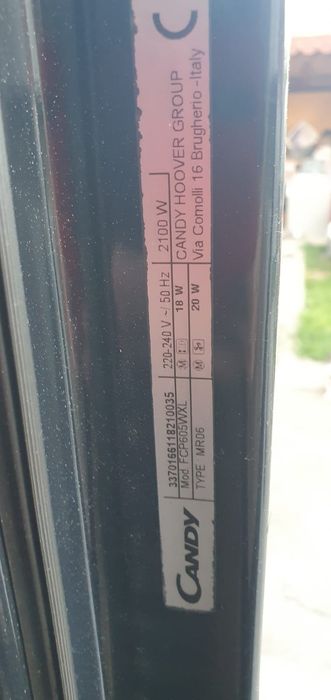 CANDY
3370166118210035
Mod FCP605WXL
TYPE MR06
220-240 V ~/ 50 Hz
2100 W
M 18 W
M 20 W
CANDY HOOVER GROUP
Via Comolli 16 Brugherio -Italy
C